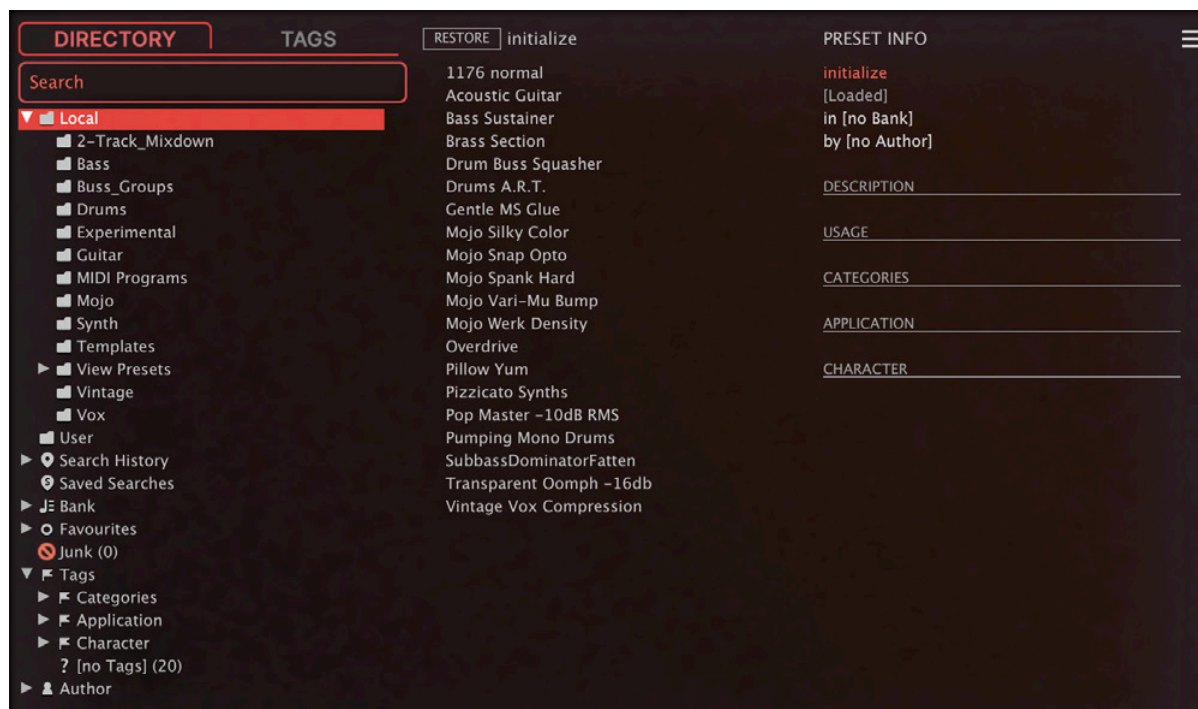 DIRECTORY
TAGS
Search
Local
2-Track_Mixdown
Bass
Buss_Groups
Drums
Experimental
Guitar
MIDI Programs
Mojo
Synth
Templates
View Presets
Vintage
Vox
User
Search History
Saved Searches
Bank
Favourites
Junk (0)
Tags
Categories
Application
Character
? [no Tags] (20)
Author
RESTORE initialize
1176 normal
Acoustic Guitar
Bass Sustainer
Brass Section
Drum Buss Squasher
Drums A.R.T.
Gentle MS Glue
Mojo Silky Color
Mojo Snap Opto
Mojo Spank Hard
Mojo Vari-Mu Bump
Mojo Werk Density
Overdrive
Pillow Yum
Pizzicato Synths
Pop Master -10dB RMS
Pumping Mono Drums
SubbassDominatorFatten
Transparent Oomph -16db
Vintage Vox Compression
PRESET INFO
initialize
[Loaded]
in [no Bank]
by [no Author]
DESCRIPTION
USAGE
CATEGORIES
APPLICATION
CHARACTER